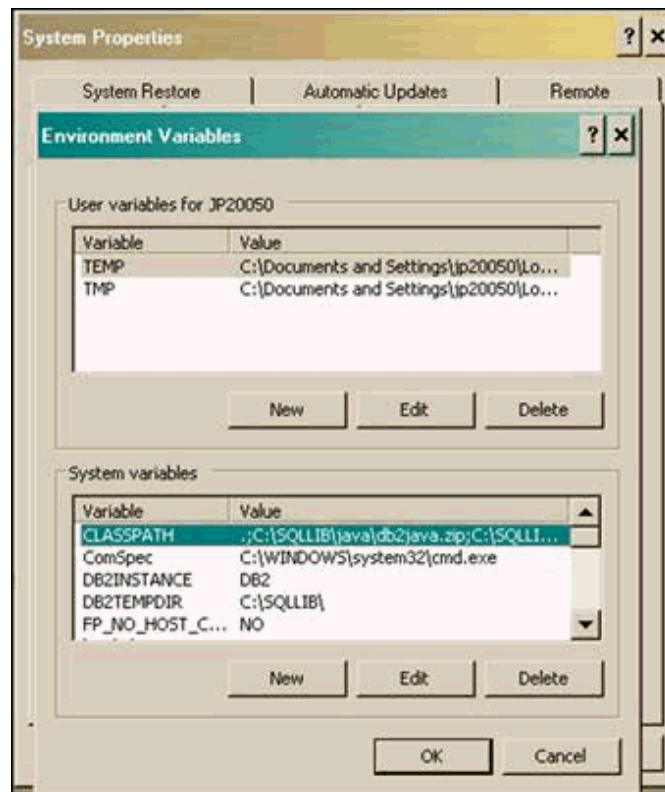 System Properties
? ×
System Restore Automatic Updates Remote
Environment Variables
? ×
User variables for JP20050
Variable Value
TEMP C:\Documents and Settings\jp20050\Lo...
TMP C:\Documents and Settings\jp20050\Lo...
New Edit Delete
System variables
Variable Value
CLASSPATH .;C:\SQLLIB\java\db2java.zip;C:\SQLLI...
ComSpec C:\WINDOWS\system32\cmd.exe
DB2INSTANCE DB2
DB2TEMPDIR C:\SQLLIB\
FP_NO_HOST_C... NO
New Edit Delete
OK Cancel